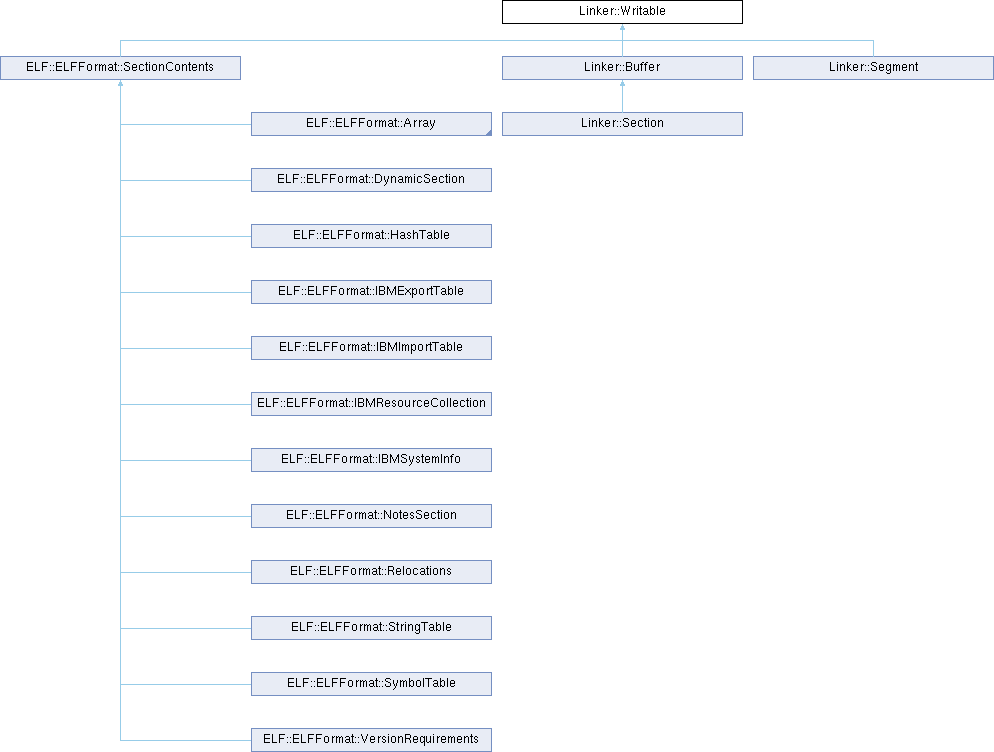 Linker::Writable
ELF::ELFFormat::SectionContents
Linker::Buffer
Linker::Segment
ELF::ELFFormat::Array
Linker::Section
ELF::ELFFormat::DynamicSection
ELF::ELFFormat::HashTable
ELF::ELFFormat::IBMExportTable
ELF::ELFFormat::IBMImportTable
ELF::ELFFormat::IBMResourceCollection
ELF::ELFFormat::IBMSystemInfo
ELF::ELFFormat::NotesSection
ELF::ELFFormat::Relocations
ELF::ELFFormat::StringTable
ELF::ELFFormat::SymbolTable
ELF::ELFFormat::VersionRequirements